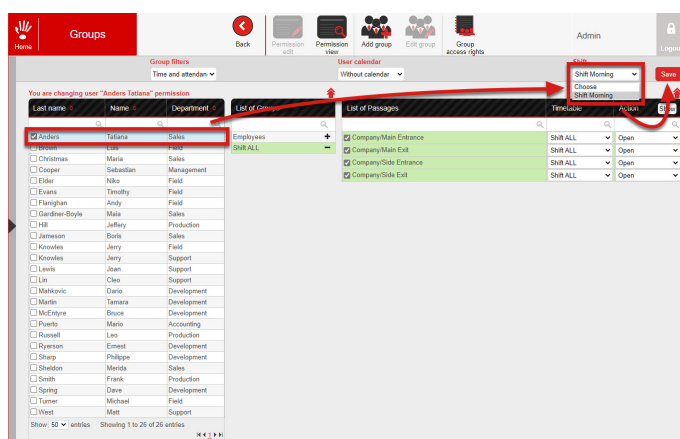 Home
Groups
Back
Permission edit
Permission view
Add group
Edit group
Group access rights
Admin
Logout
Group filters
User calendar
Shift
Time and attendan
Without calendar
Shift Morning
Save
Choose
Shift Morning
You are changing user "Anders Tatiana" permission
Last name Name Department List of Groups List of Passages Timetable Action Show
Anders Tatiana Sales
Brown Luis Field
Christmas Maria Sales
Cooper Sebastian Management
Elder Niko Field
Evans Timothy Field
Flanighan Andy Field
Gardiner-Boyle Maia Sales
Hill Jeffery Production
Jameson Boris Sales
Knowles Jerry Field
Knowles Jerry Support
Lewis Joan Support
Lin Cleo Support
Mahkovic Dario Development
Martin Tamara Development
McEntyre Bruce Development
Puerto Mario Accounting
Russell Leo Production
Ryerson Ernest Development
Sharp Philippe Development
Sheldon Merida Sales
Smith Frank Production
Spring Dave Development
Turner Michael Field
West Matt Support
Employees +
Shift ALL −
Company/Main Entrance Shift ALL Open
Company/Main Exit Shift ALL Open
Company/Side Entrance Shift ALL Open
Company/Side Exit Shift ALL Open
Show 50 entries Showing 1 to 26 of 26 entries
1